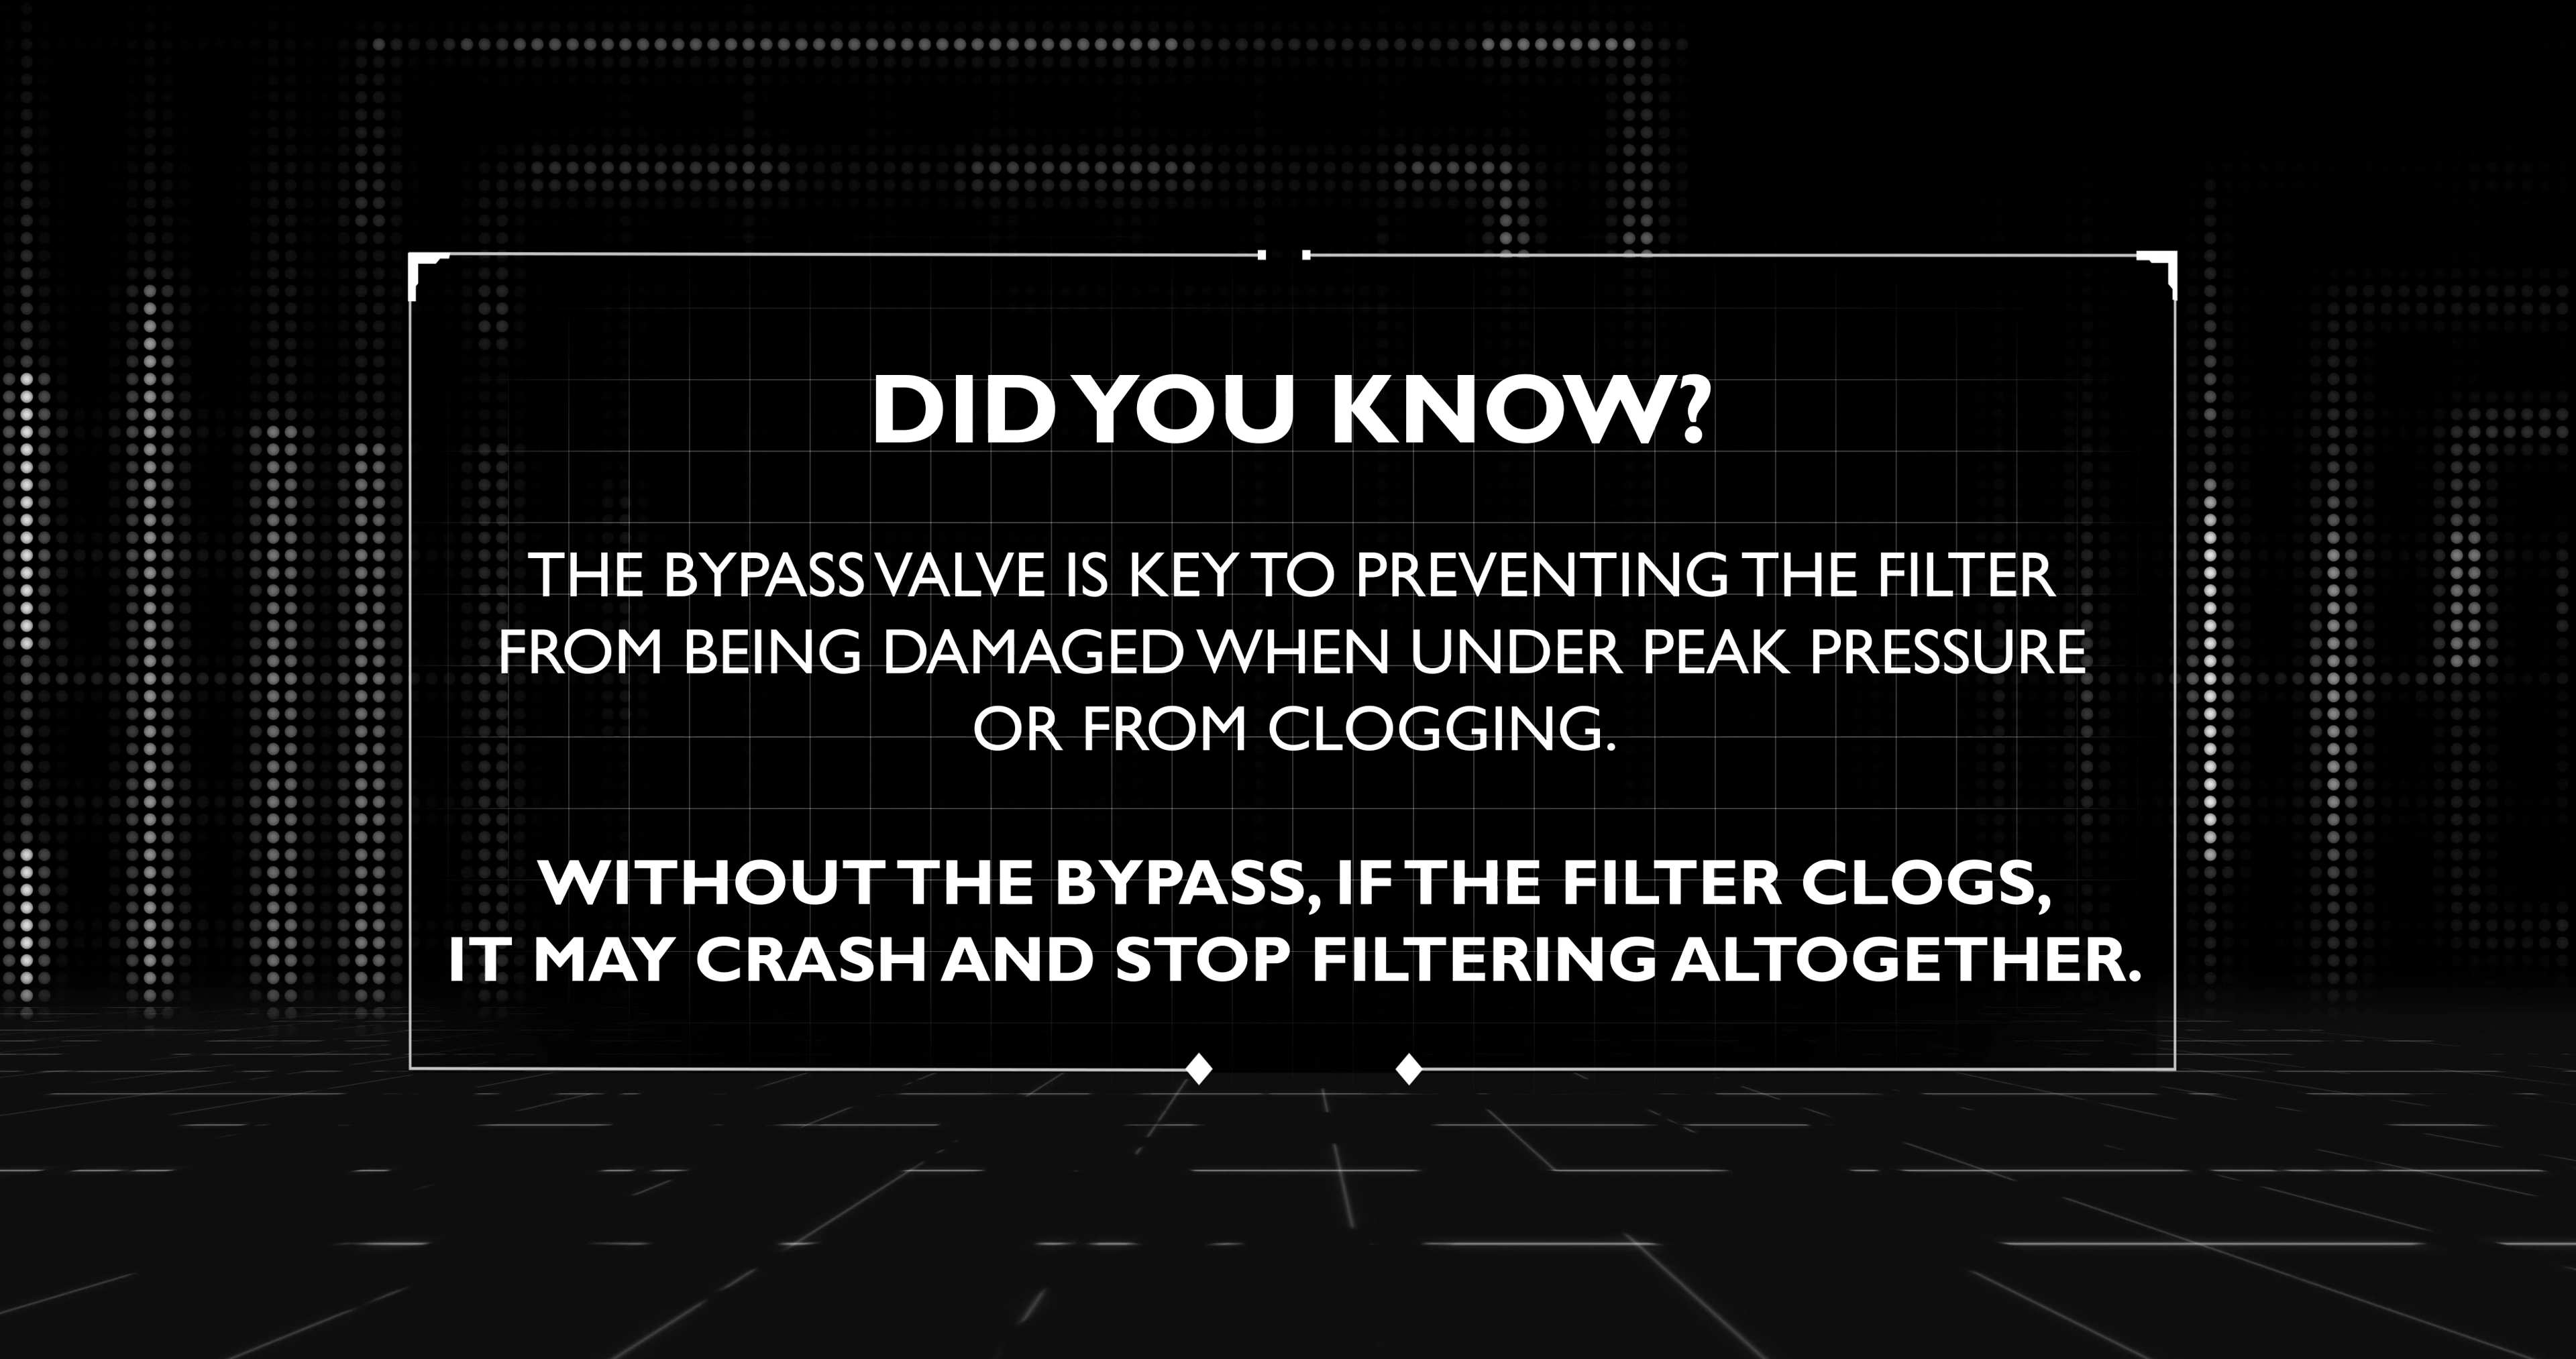 DID YOU KNOW?
THE BYPASS VALVE IS KEY TO PREVENTING THE FILTER
FROM BEING DAMAGED WHEN UNDER PEAK PRESSURE
OR FROM CLOGGING.
WITHOUT THE BYPASS, IF THE FILTER CLOGS,
IT MAY CRASH AND STOP FILTERING ALTOGETHER.